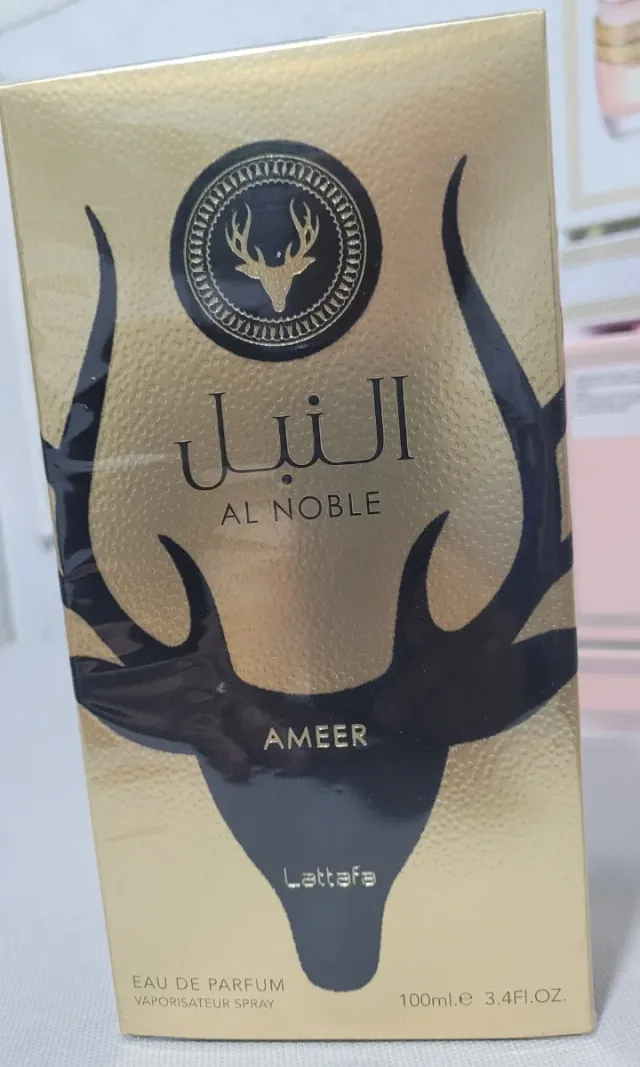 النبل
AL NOBLE
AMEER
Lattafa
EAU DE PARFUM
VAPORISATEUR SPRAY
100ml.e 3.4Fl.OZ.